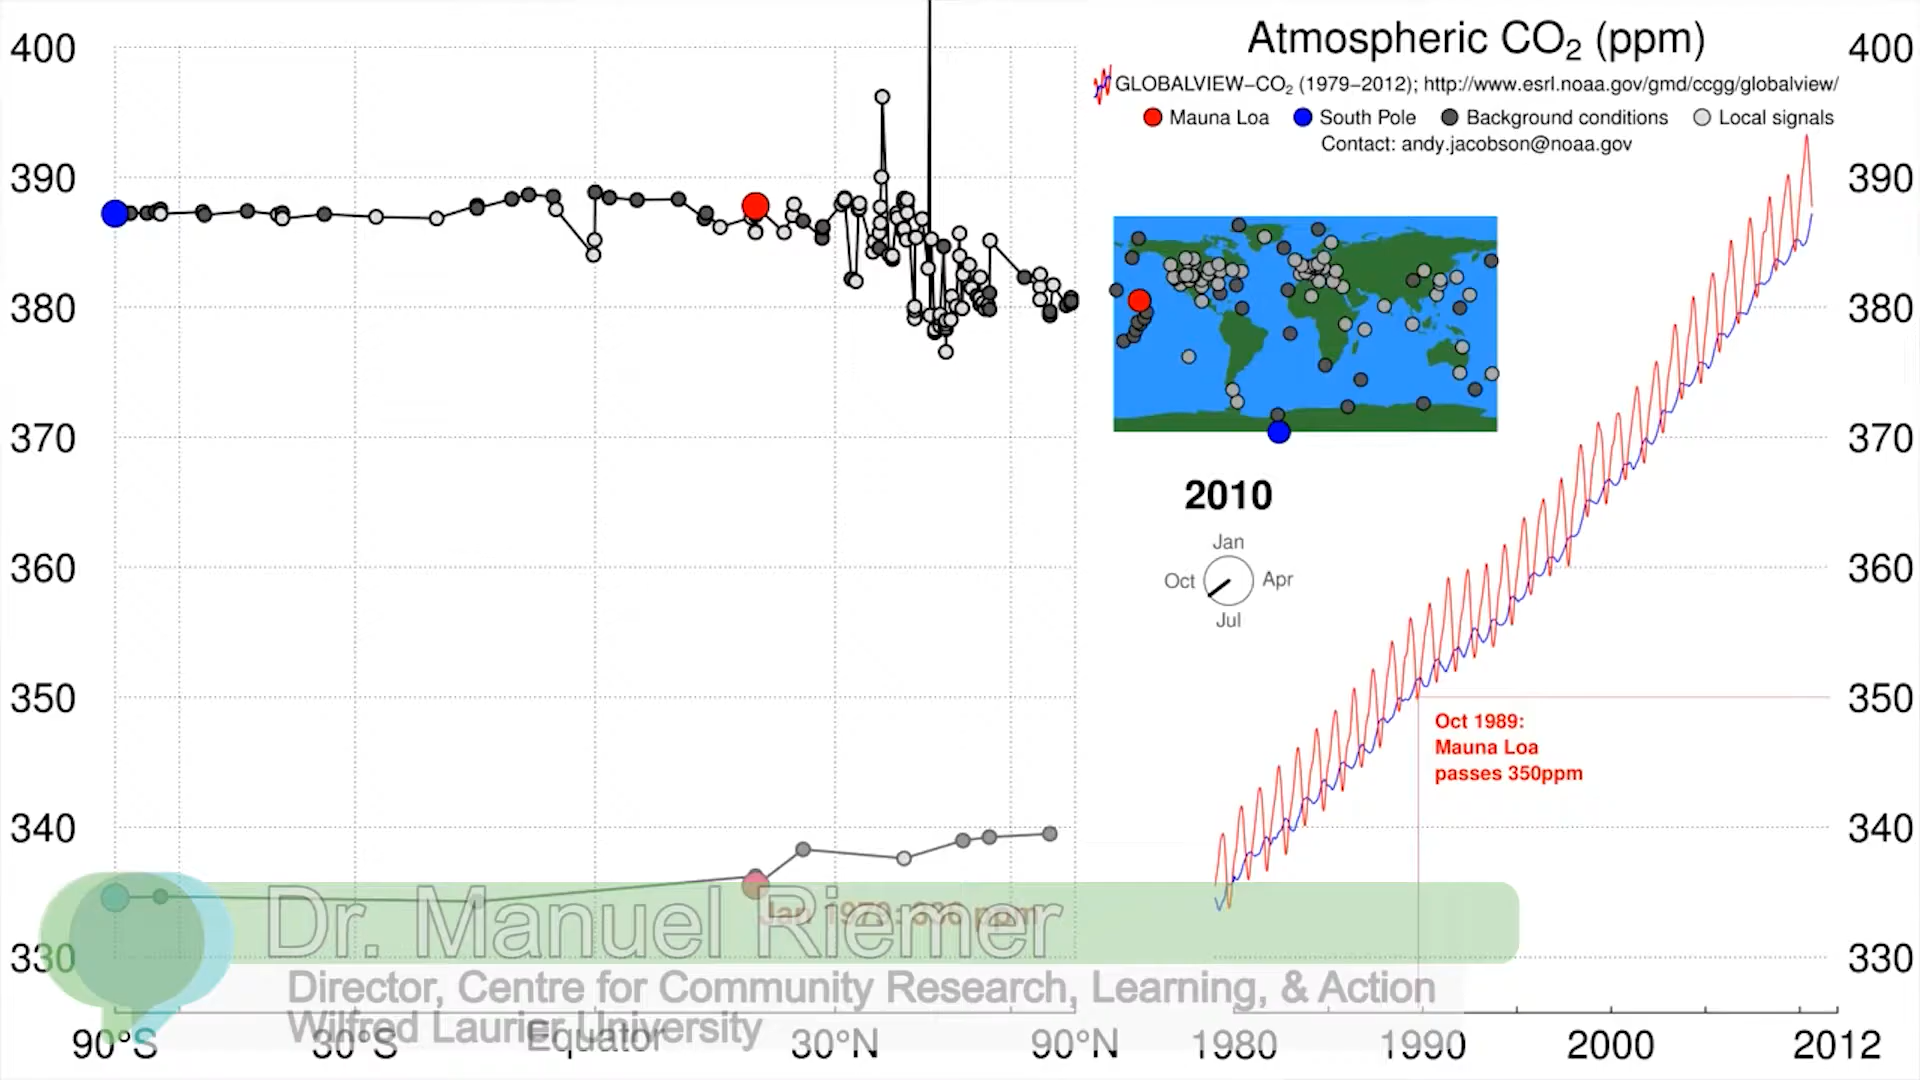 Atmospheric CO₂ (ppm)
GLOBALVIEW−CO₂ (1979−2012); http://www.esrl.noaa.gov/gmd/ccgg/globalview/
Mauna Loa South Pole Background conditions Local signals
Contact: andy.jacobson@noaa.gov
400
390
380
370
360
350
340
330
90°S 30°S Equator 30°N 90°N
Jan 1979: 336 ppm
2010
Jan
Oct Apr
Jul
Oct 1989:
Mauna Loa
passes 350ppm
400
390
380
370
360
350
340
330
1980 1990 2000 2012
Dr. Manuel Riemer
Director, Centre for Community Research, Learning, & Action
Wilfred Laurier University